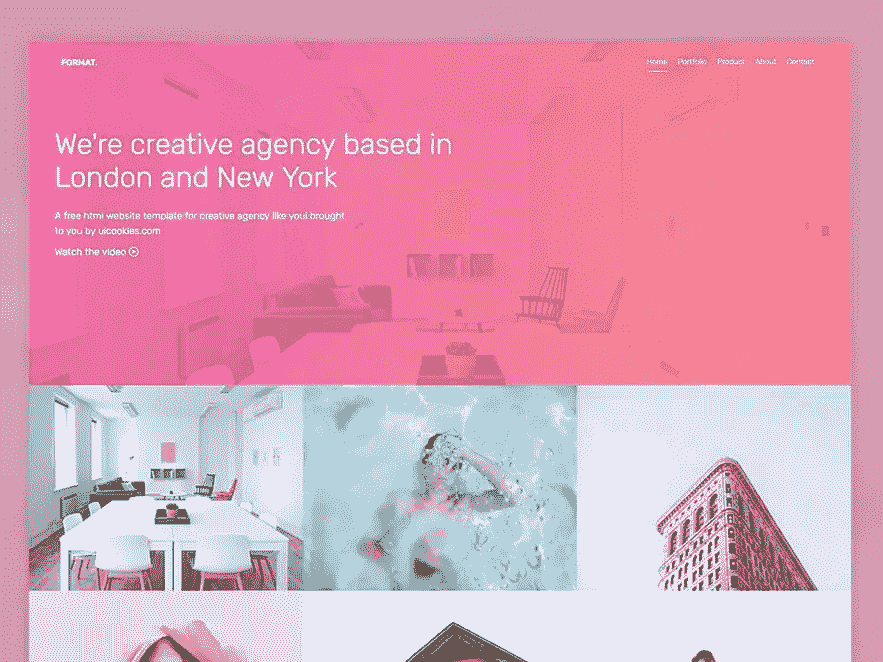 FORMAT.
Home Portfolio Product About Contact
We're creative agency based in
London and New York
A free html website template for creative agency like you! brought
to you by uicookies.com
Watch the video